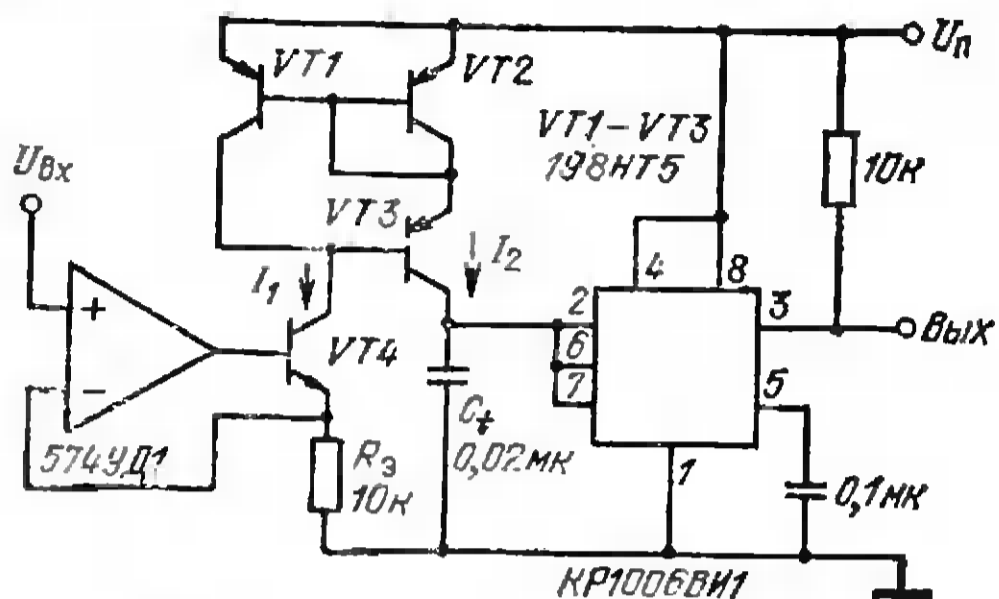 Uп
VT1
VT2
VT1–VT3
198НТ5
10к
Uвх
VT3
I₁
I₂
4
8
2
3
+
VT4
6
Вых
−
7
5
574УД1
Cₜ
0,02мк
Rэ
10к
1
0,1мк
КР1006ВИ1